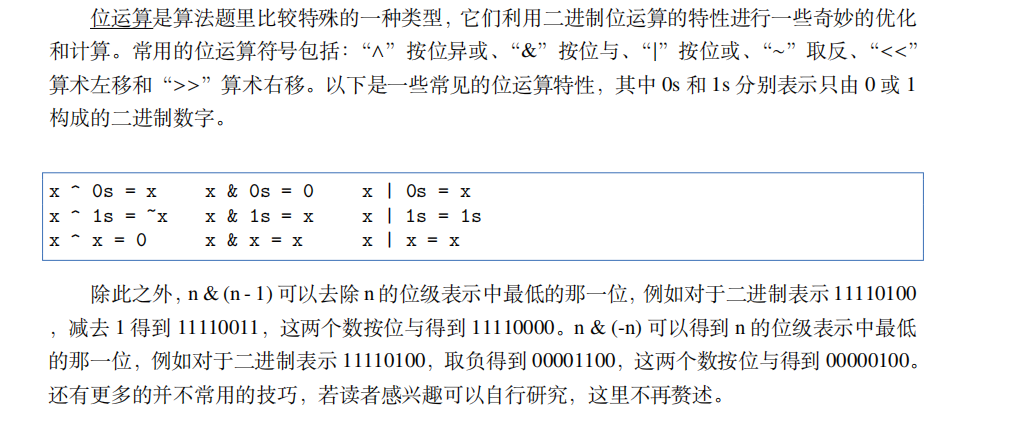 位运算是算法题里比较特殊的一种类型，它们利用二进制位运算的特性进行一些奇妙的优化
和计算。常用的位运算符号包括：“∧”按位异或、“&”按位与、“|”按位或、“~”取反、“<<”
算术左移和“>>”算术右移。以下是一些常见的位运算特性，其中 0s 和 1s 分别表示只由 0 或 1
构成的二进制数字。
x ^ 0s = x x & 0s = 0 x | 0s = x
x ^ 1s = ~x x & 1s = x x | 1s = 1s
x ^ x = 0 x & x = x x | x = x
除此之外，n & (n - 1) 可以去除 n 的位级表示中最低的那一位，例如对于二进制表示 11110100
，减去 1 得到 11110011，这两个数按位与得到 11110000。n & (-n) 可以得到 n 的位级表示中最低
的那一位，例如对于二进制表示 11110100，取负得到 00001100，这两个数按位与得到 00000100。
还有更多的并不常用的技巧，若读者感兴趣可以自行研究，这里不再赘述。